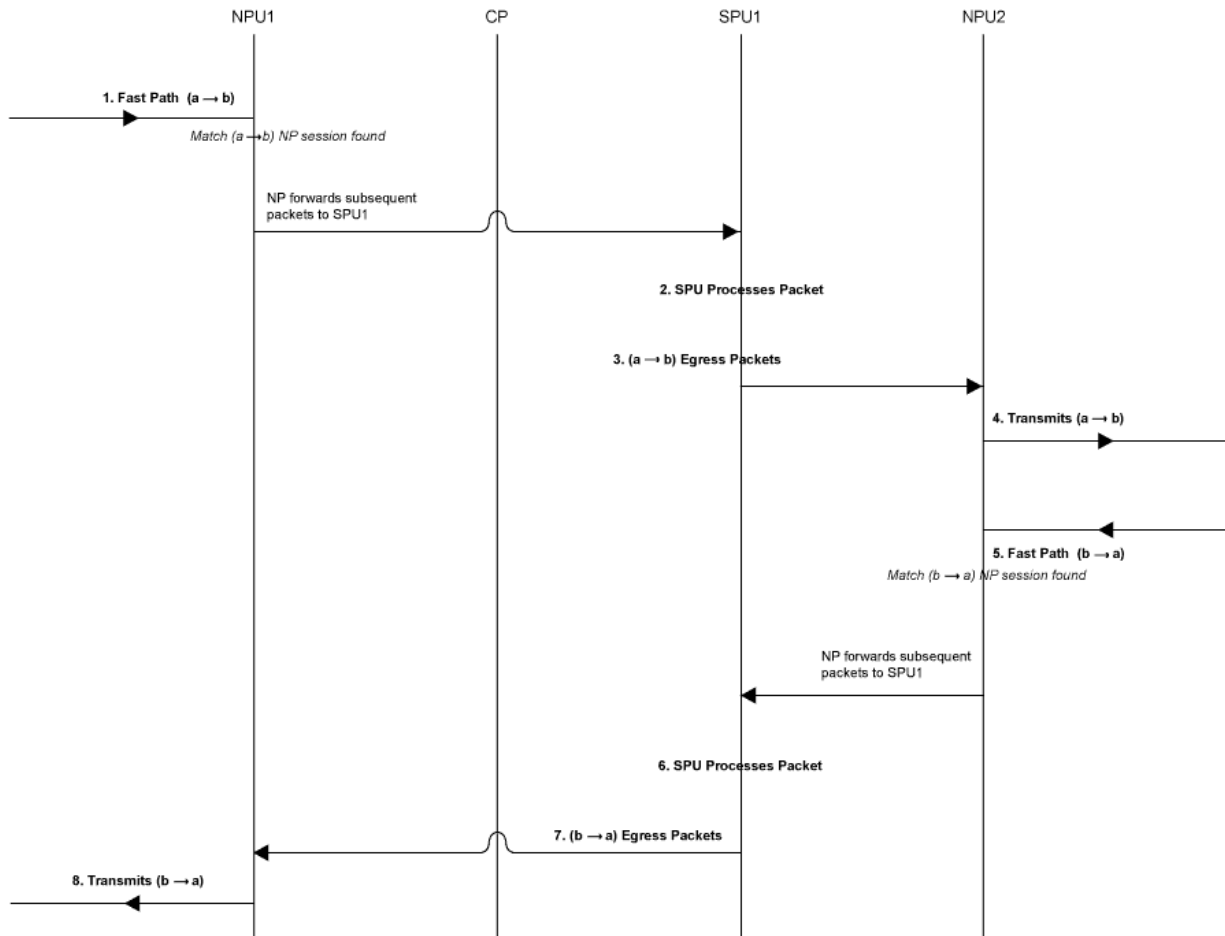 NPU1 CP SPU1 NPU2
1. Fast Path (a → b)
Match (a → b) NP session found
NP forwards subsequent
packets to SPU1
2. SPU Processes Packet
3. (a → b) Egress Packets
4. Transmits (a → b)
5. Fast Path (b → a)
Match (b → a) NP session found
NP forwards subsequent
packets to SPU1
6. SPU Processes Packet
7. (b → a) Egress Packets
8. Transmits (b → a)